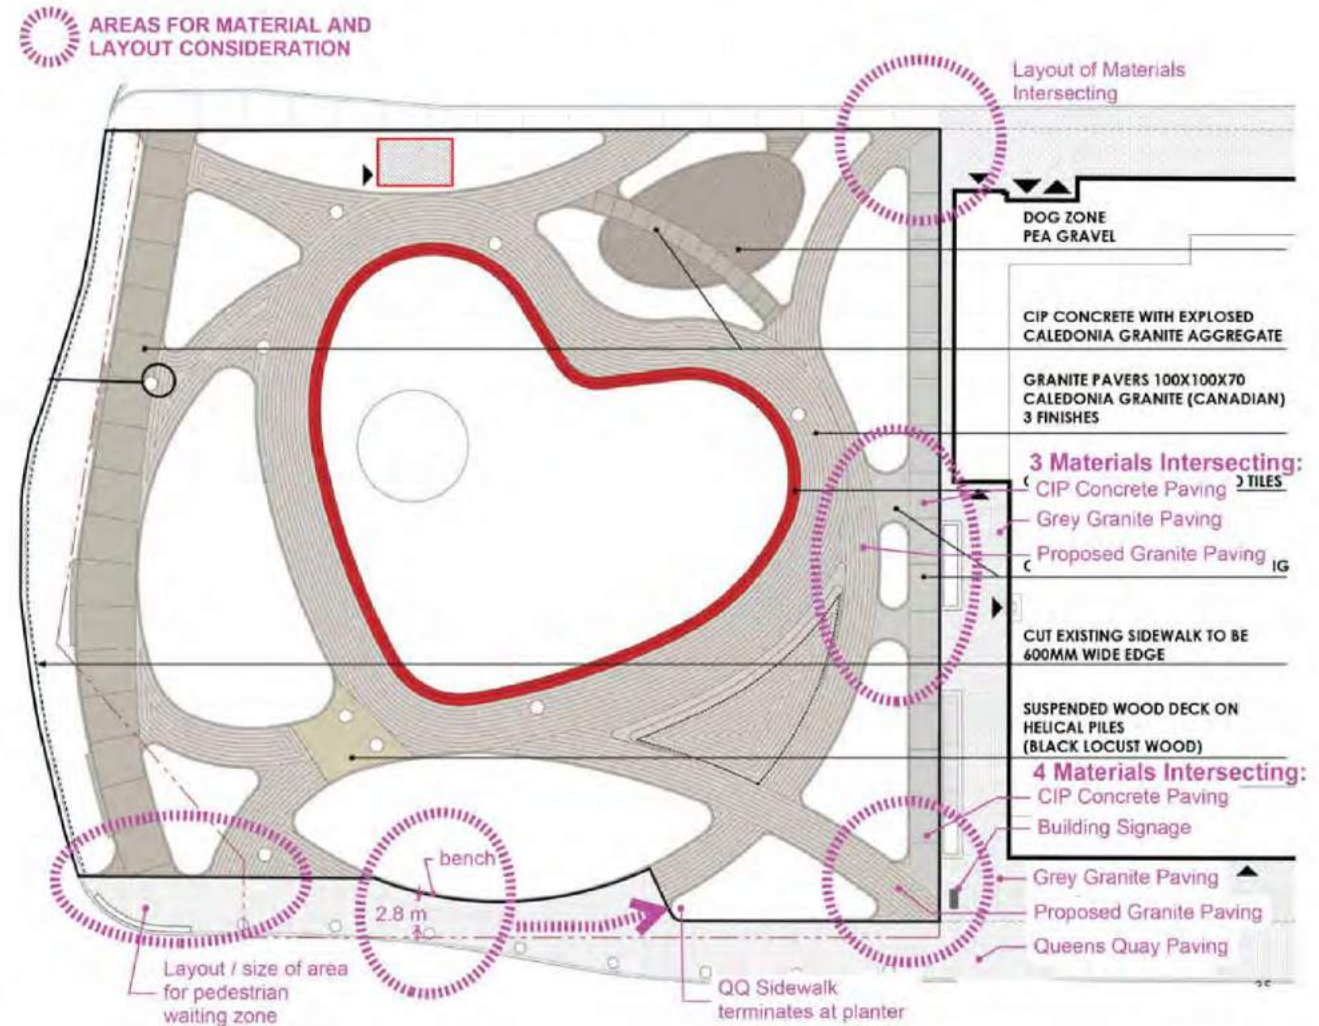 AREAS FOR MATERIAL AND
LAYOUT CONSIDERATION
Layout of Materials
Intersecting
DOG ZONE
PEA GRAVEL
CIP CONCRETE WITH EXPLOSED
CALEDONIA GRANITE AGGREGATE
GRANITE PAVERS 100X100X70
CALEDONIA GRANITE (CANADIAN)
3 FINISHES
3 Materials Intersecting:
TILES
CIP Concrete Paving
Grey Granite Paving
Proposed Granite Paving
CUT EXISTING SIDEWALK TO BE
600MM WIDE EDGE
SUSPENDED WOOD DECK ON
HELICAL PILES
(BLACK LOCUST WOOD)
4 Materials Intersecting:
CIP Concrete Paving
Building Signage
Grey Granite Paving
Proposed Granite Paving
Queens Quay Paving
bench
2.8 m
Layout / size of area
for pedestrian
waiting zone
QQ Sidewalk
terminates at planter